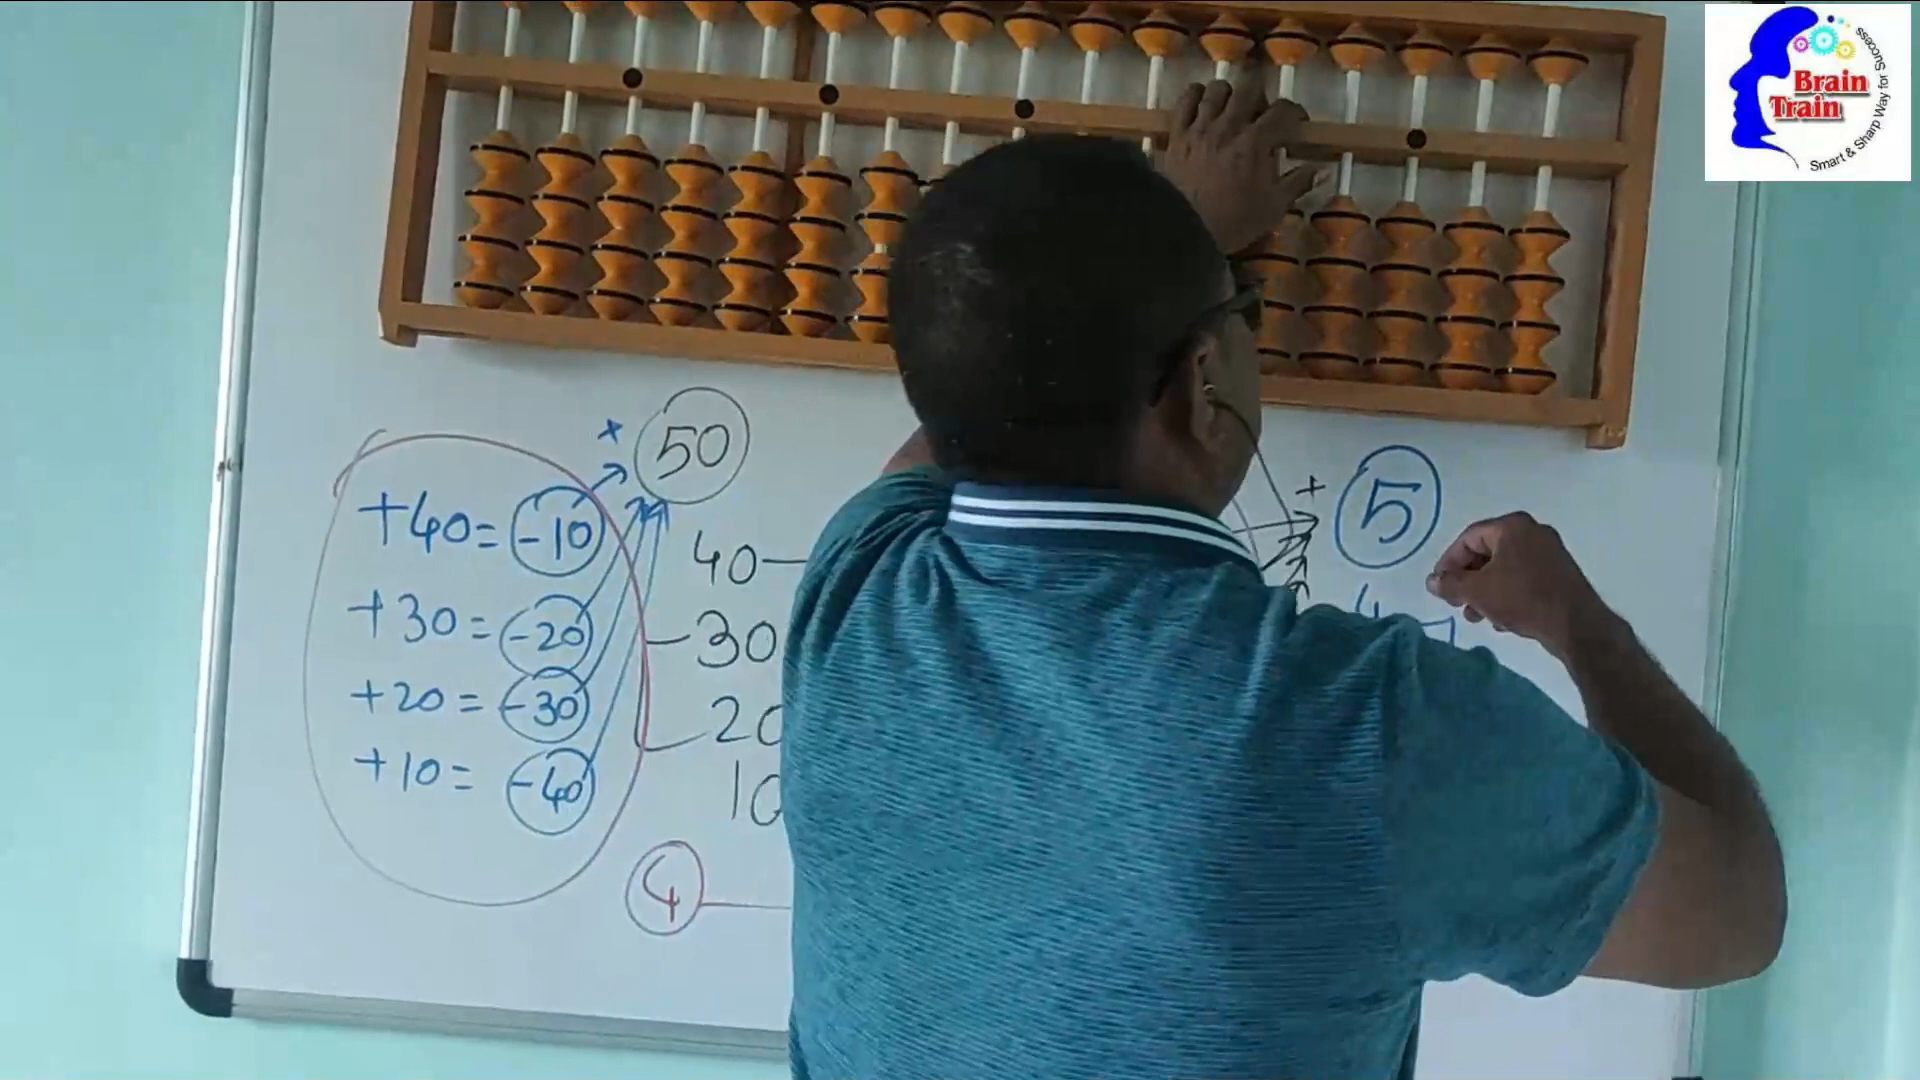 Brain
Train
Smart & Sharp Way for Success
+ 50
+40 = -10
+30 = -20
+20 = -30
+10 = -40
40
30
20
10
4
+ 5
4